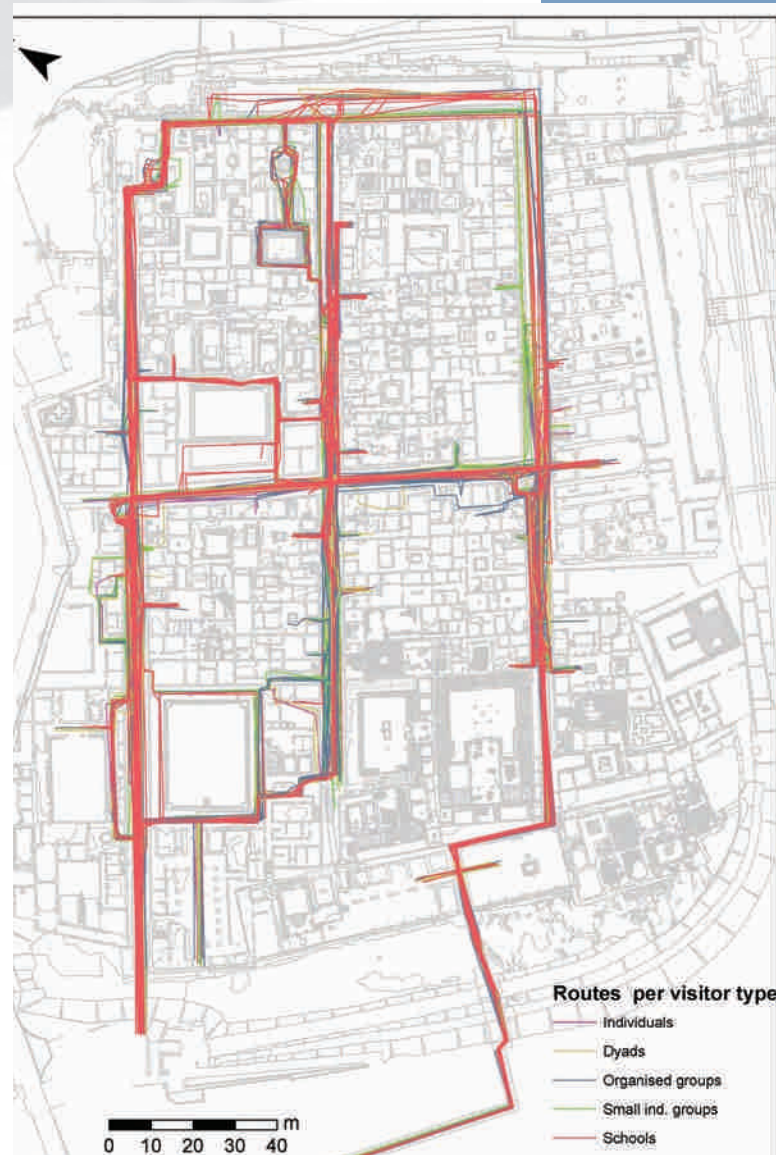 Routes per visitor type
Individuals
Dyads
Organised groups
Small ind. groups
Schools
m
0 10 20 30 40